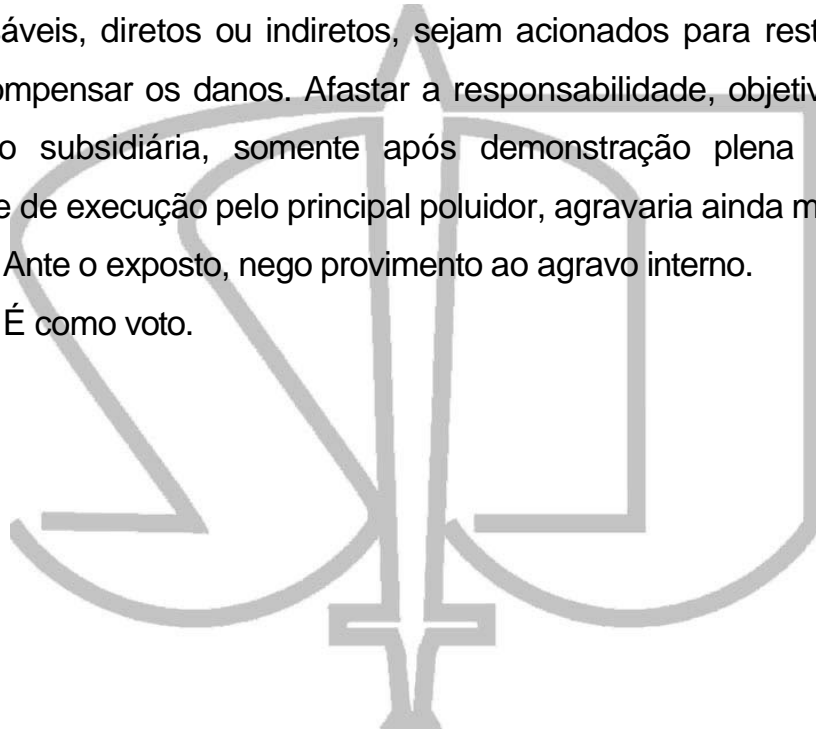 áveis, diretos ou indiretos, sejam acionados para rest
ompensar os danos. Afastar a responsabilidade, objetiv
o subsidiária, somente após demonstração plena
e de execução pelo principal poluidor, agravaria ainda m
Ante o exposto, nego provimento ao agravo interno.
É como voto.